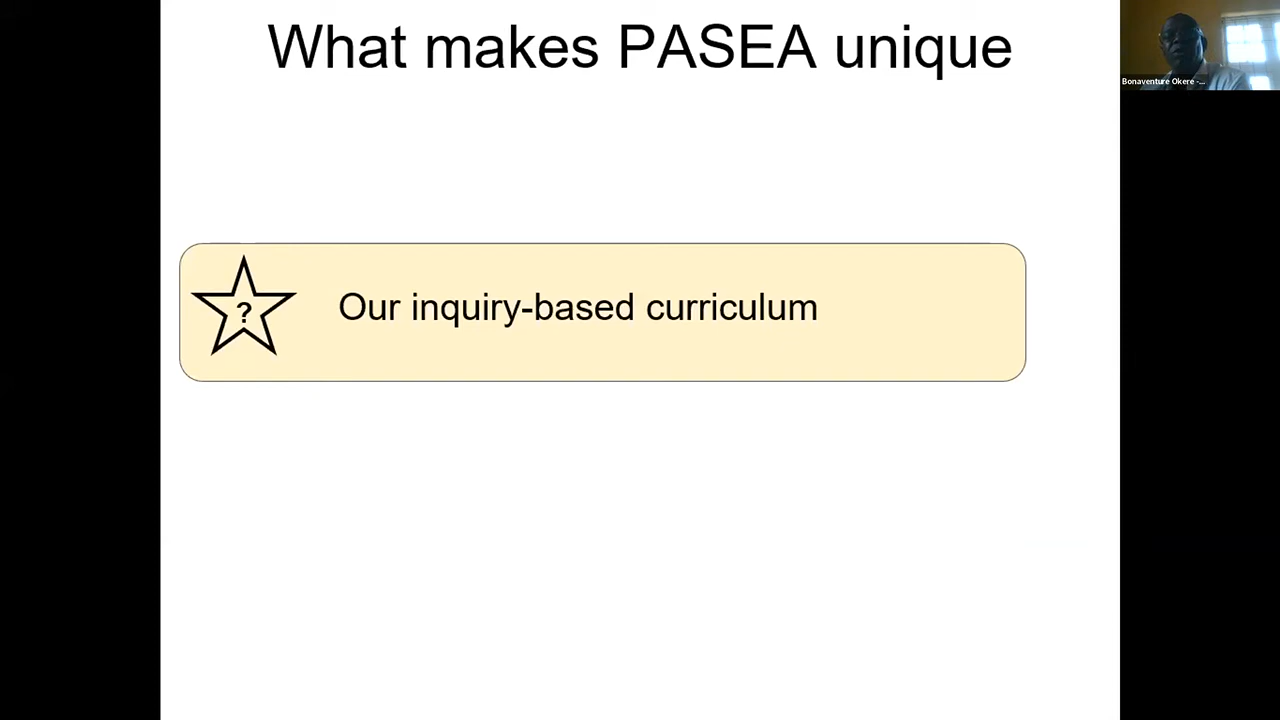 What makes PASEA unique
Bonaventure Okere -...
?
Our inquiry-based curriculum